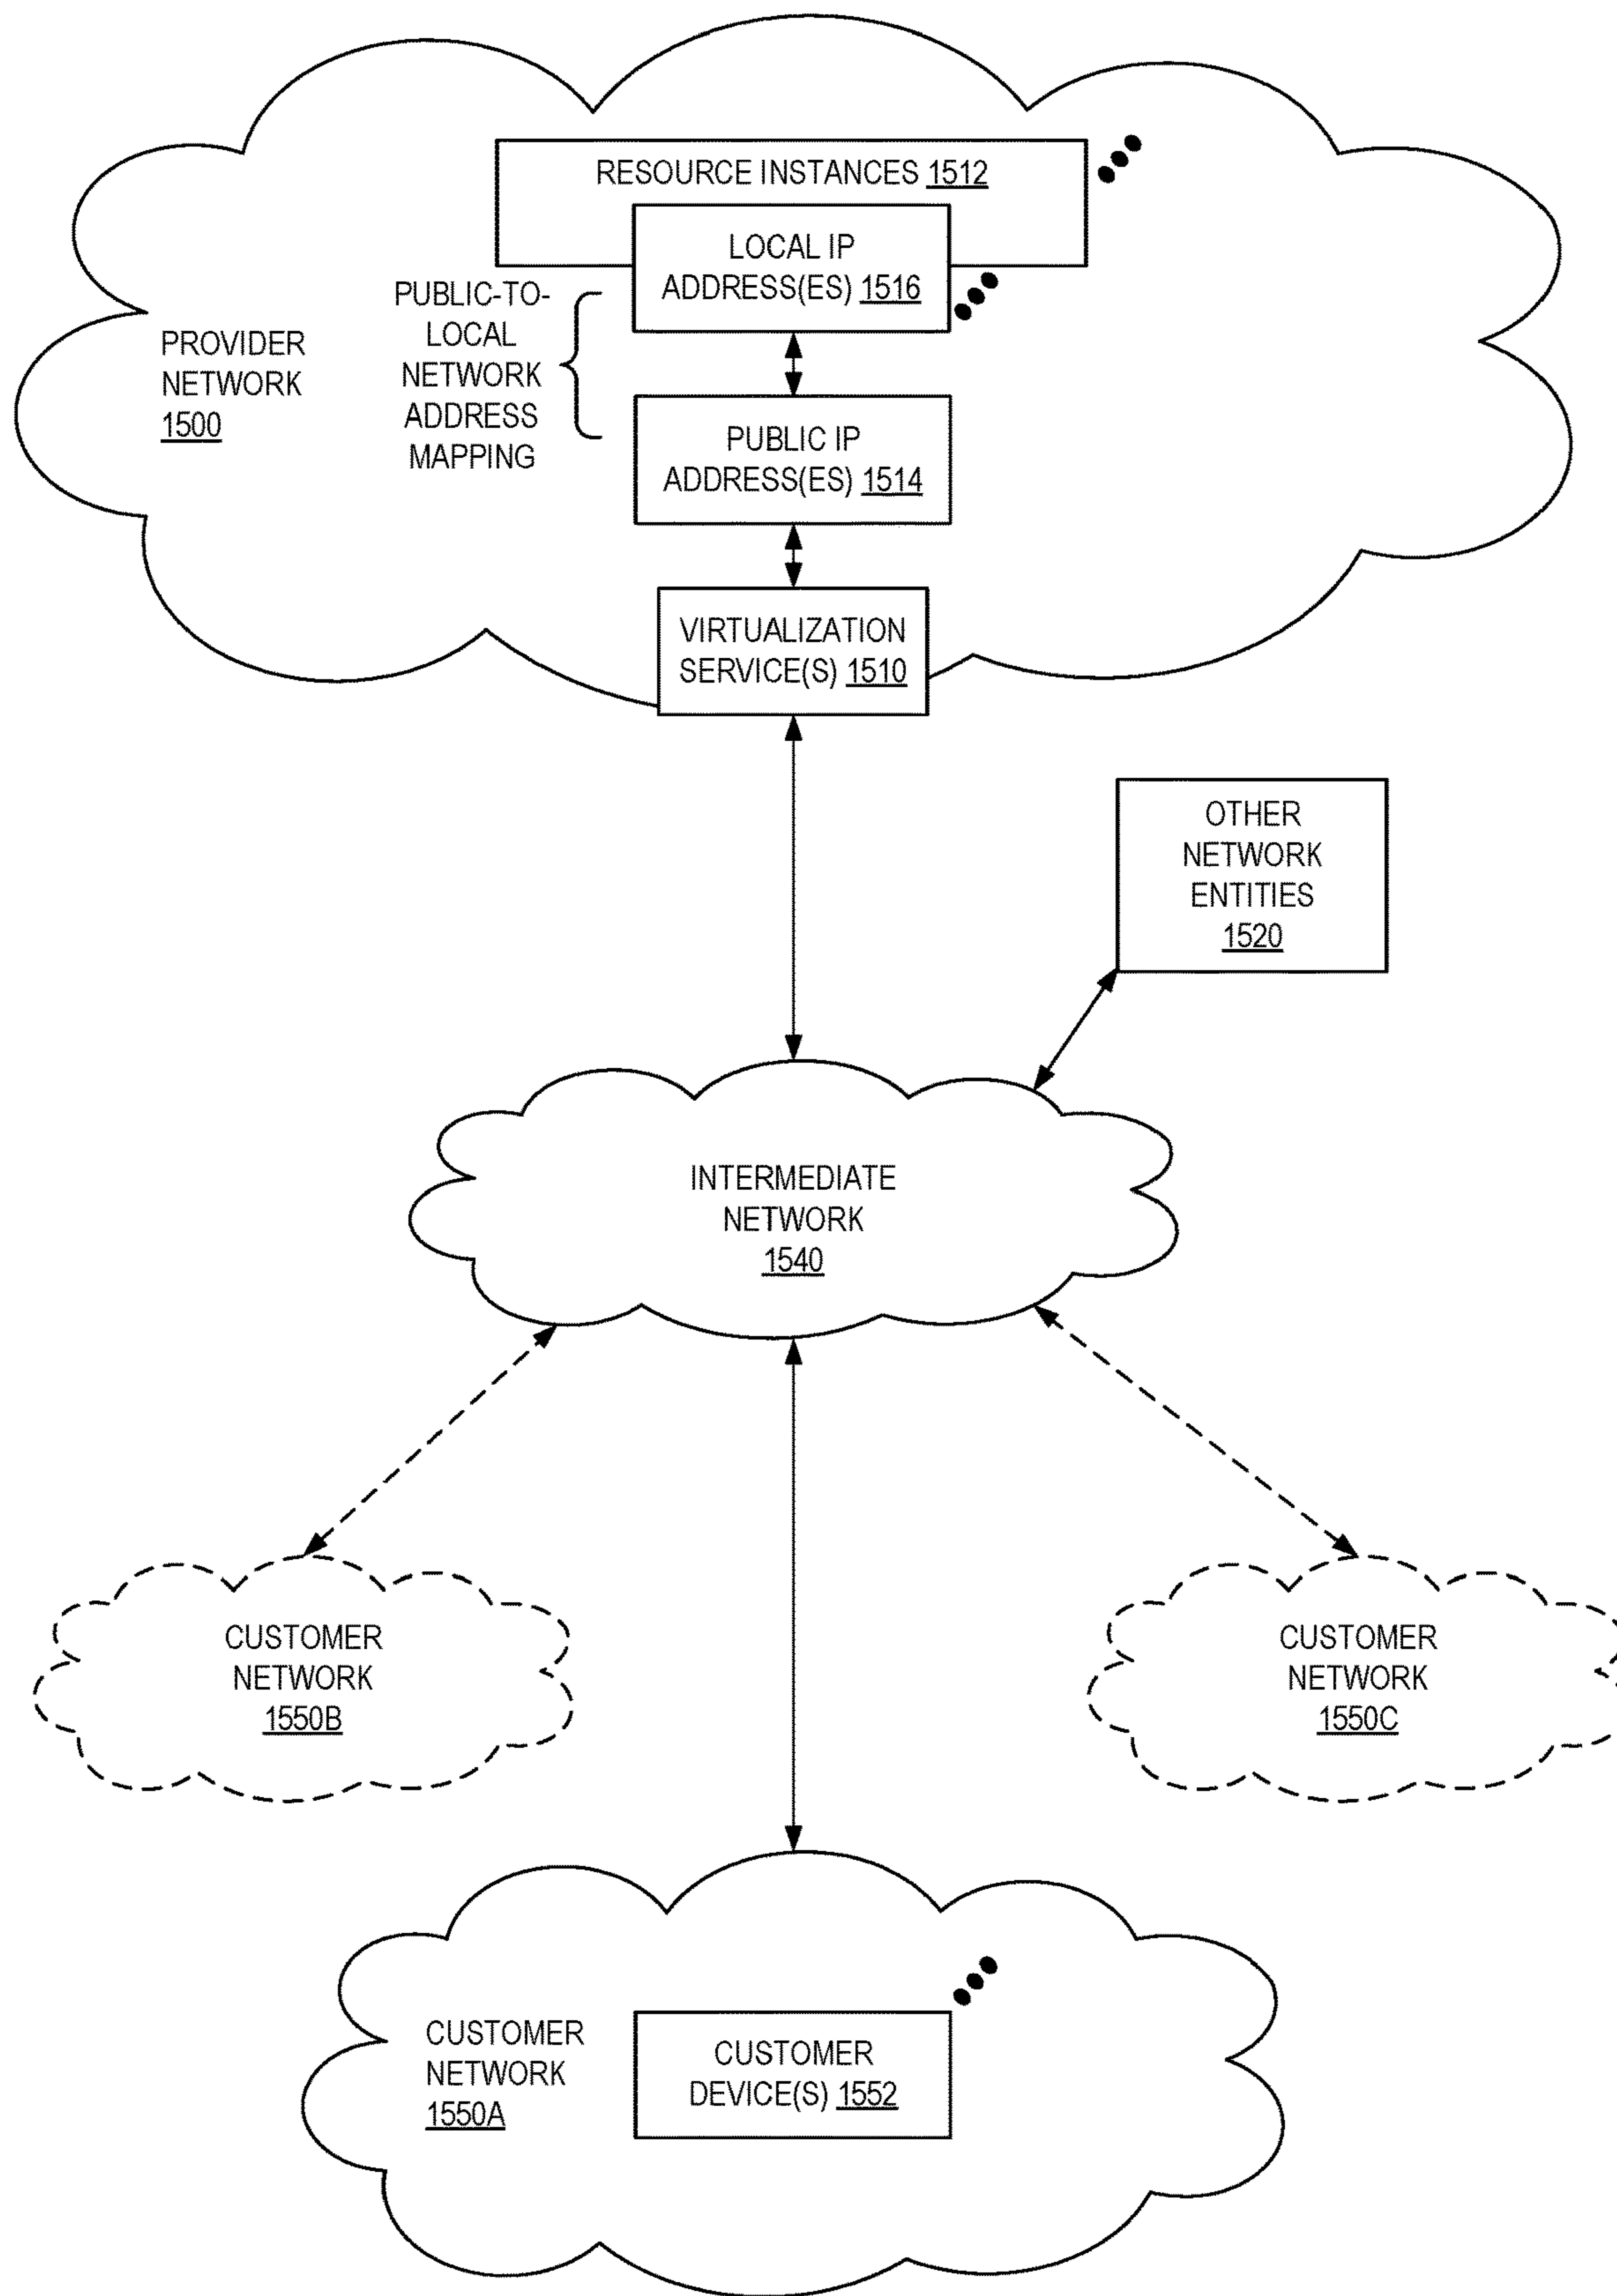 RESOURCE INSTANCES 1512
LOCAL IP
ADDRESS(ES) 1516
PUBLIC-TO-
LOCAL
NETWORK
ADDRESS
MAPPING
PROVIDER
NETWORK
1500
PUBLIC IP
ADDRESS(ES) 1514
VIRTUALIZATION
SERVICE(S) 1510
OTHER
NETWORK
ENTITIES
1520
INTERMEDIATE
NETWORK
1540
CUSTOMER
NETWORK
1550B
CUSTOMER
NETWORK
1550C
CUSTOMER
NETWORK
1550A
CUSTOMER
DEVICE(S) 1552